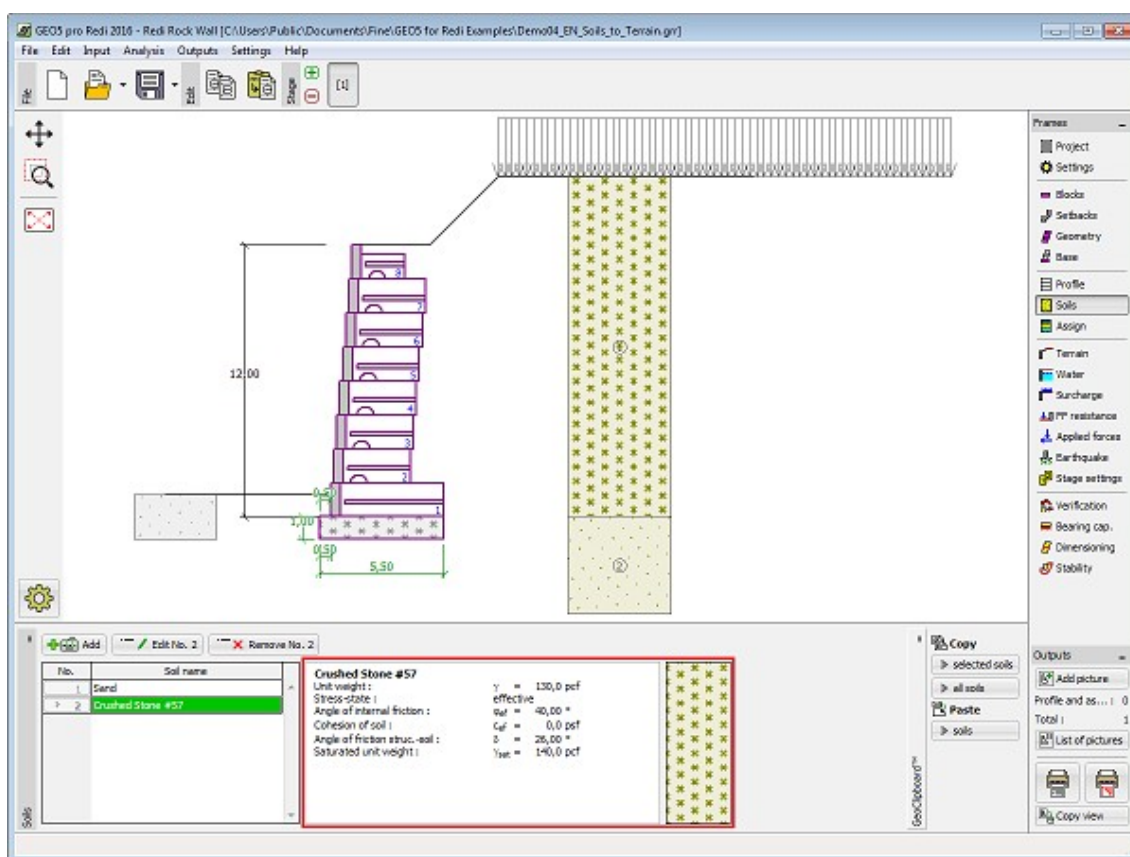 GEO5 pro Redi 2016 - Redi Rock Wall [C:\Users\Public\Documents\Fine\GEO5 for Redi Examples\Demo04_EN_Soils_to_Terrain.grr]
File Edit Input Analysis Outputs Settings Help
File
Edit
Stage
[1]
12,00
8
7
6
5
4
3
2
1
0,50
1,00
0,50
5,50
1
2
Frames
Project
Settings
Blocks
Setbacks
Geometry
Base
Profile
Soils
Assign
Terrain
Water
Surcharge
FF resistance
Applied forces
Earthquake
Stage settings
Verification
Bearing cap.
Dimensioning
Stability
Soils
Add Edit No. 2 Remove No. 2
No. Soil name
1 Sand
2 Crushed Stone #57
Crushed Stone #57
Unit weight : γ = 130,0 pcf
Stress-state : effective
Angle of internal friction : φef = 40,00 °
Cohesion of soil : cef = 0,0 psf
Angle of friction struc.-soil : δ = 26,00 °
Saturated unit weight : γsat = 140,0 pcf
GeoClipboard™
Copy
selected soils
all soils
Paste
soils
Outputs
Add picture
Profile and as... : 0
Total : 1
List of pictures
Copy view